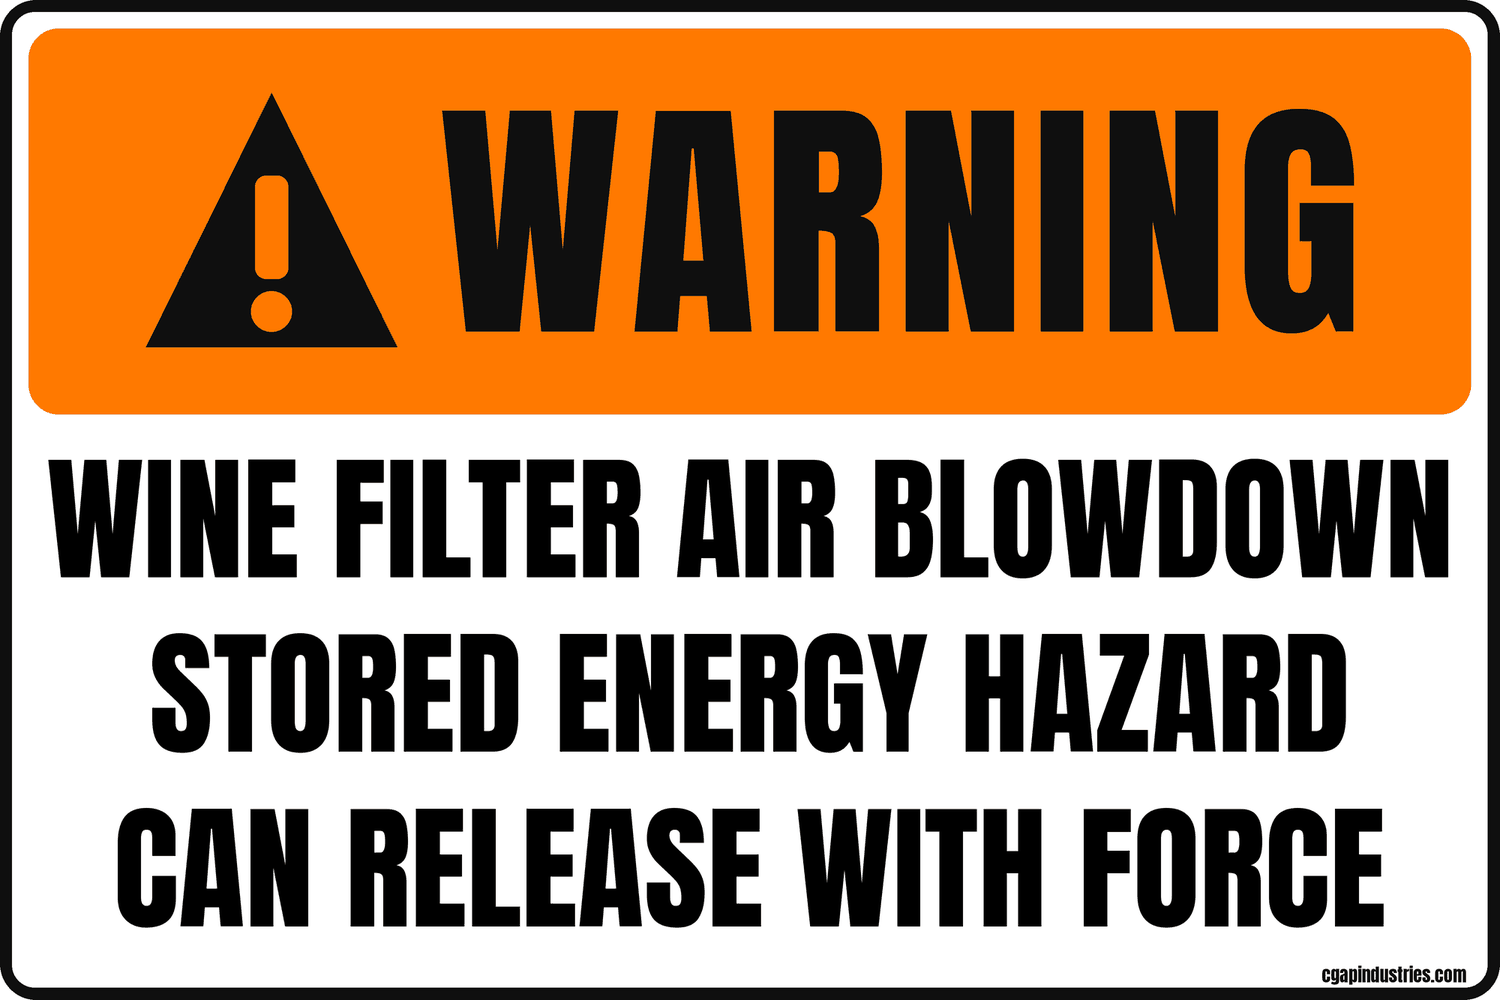 WARNING
WINE FILTER AIR BLOWDOWN
STORED ENERGY HAZARD
CAN RELEASE WITH FORCE
cgapindustries.com